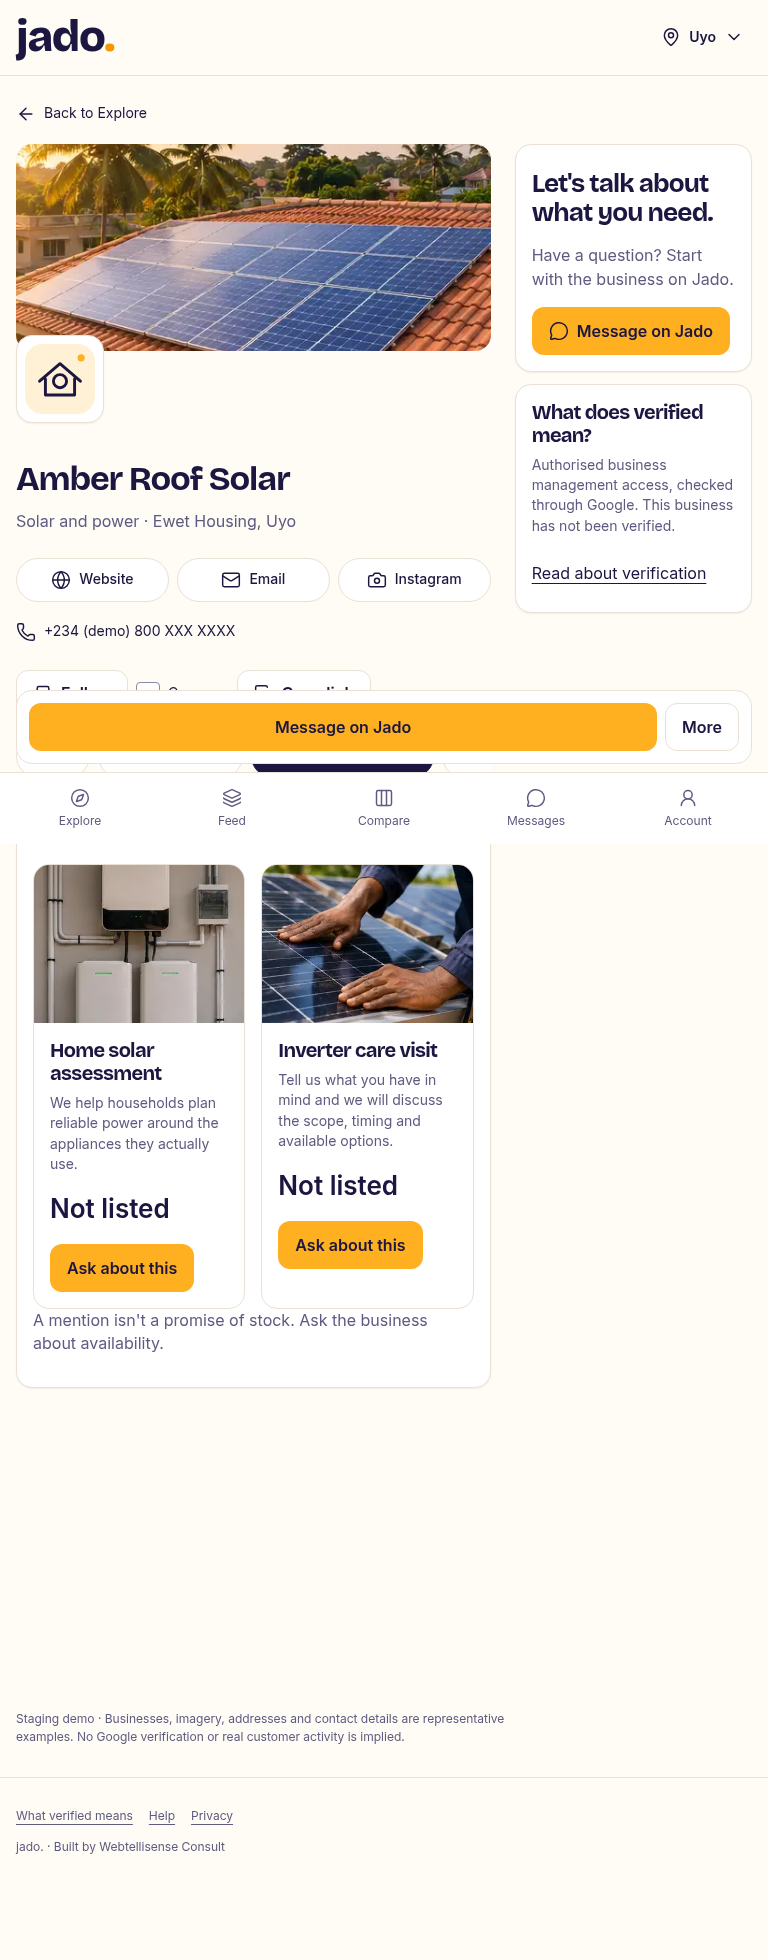 jado.
Uyo
Back to Explore
Amber Roof Solar
Solar and power · Ewet Housing, Uyo
Website
Email
Instagram
+234 (demo) 800 XXX XXXX
Let's talk about
what you need.
Have a question? Start
with the business on Jado.
Message on Jado
What does verified
mean?
Authorised business
management access, checked
through Google. This business
has not been verified.
Read about verification
Message on Jado
More
Explore
Feed
Compare
Messages
Account
Home solar
assessment
We help households plan
reliable power around the
appliances they actually
use.
Not listed
Ask about this
Inverter care visit
Tell us what you have in
mind and we will discuss
the scope, timing and
available options.
Not listed
Ask about this
A mention isn't a promise of stock. Ask the business
about availability.
Staging demo · Businesses, imagery, addresses and contact details are representative
examples. No Google verification or real customer activity is implied.
What verified means
Help
Privacy
jado. · Built by Webtellisense Consult